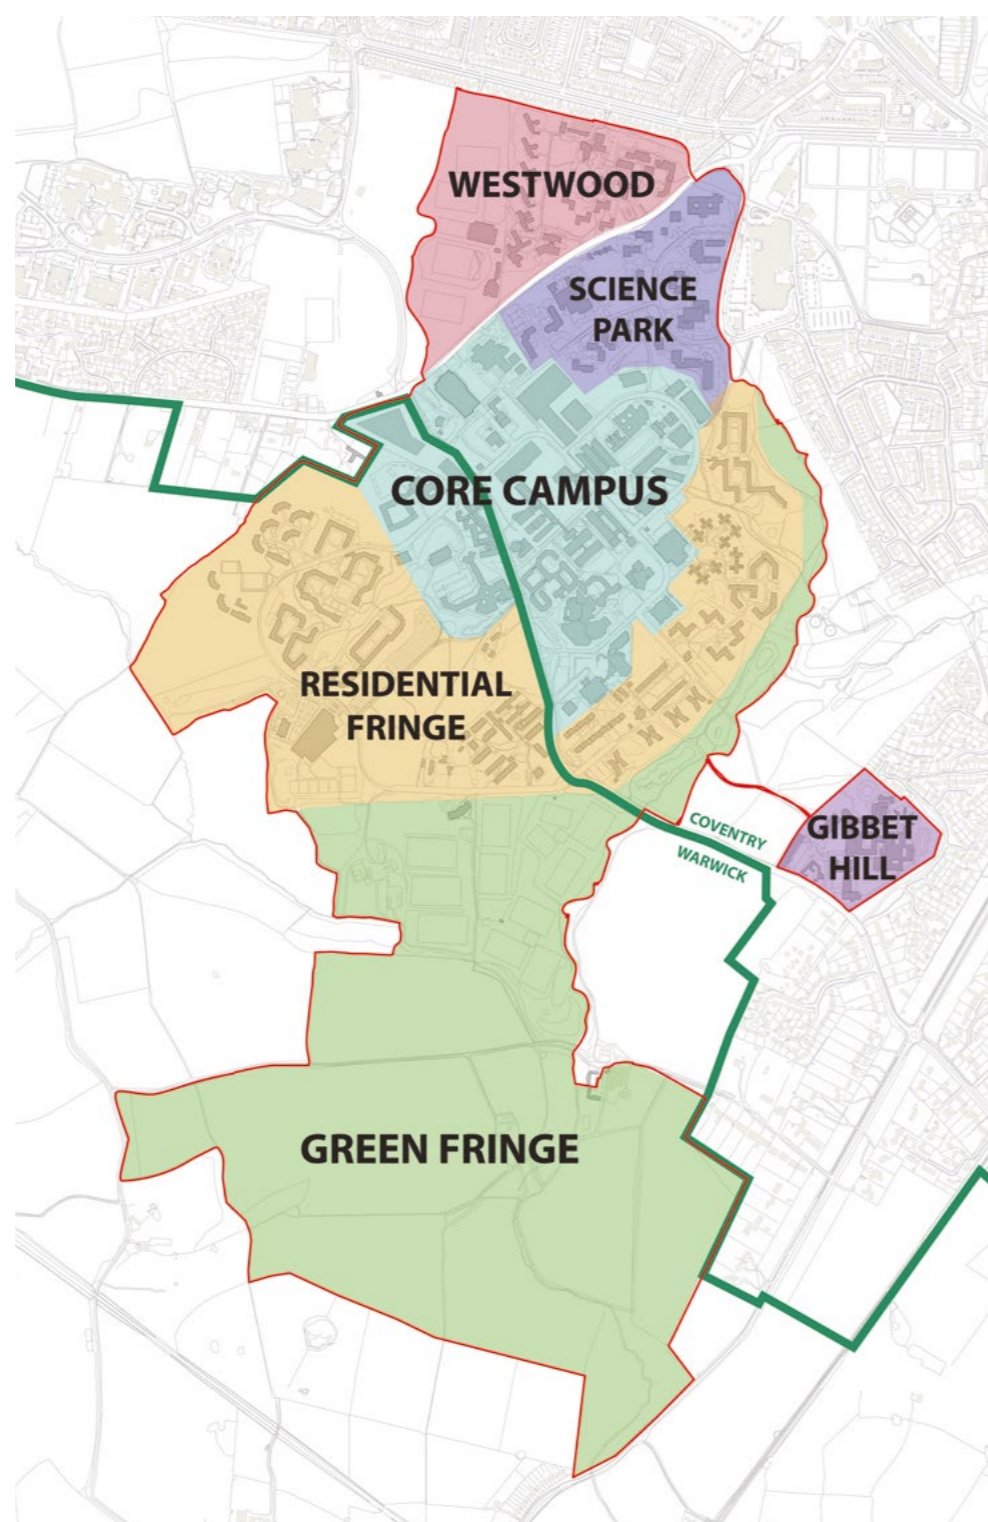 WESTWOOD
SCIENCE
PARK
CORE CAMPUS
RESIDENTIAL
FRINGE
COVENTRY
WARWICK
GIBBET
HILL
GREEN FRINGE